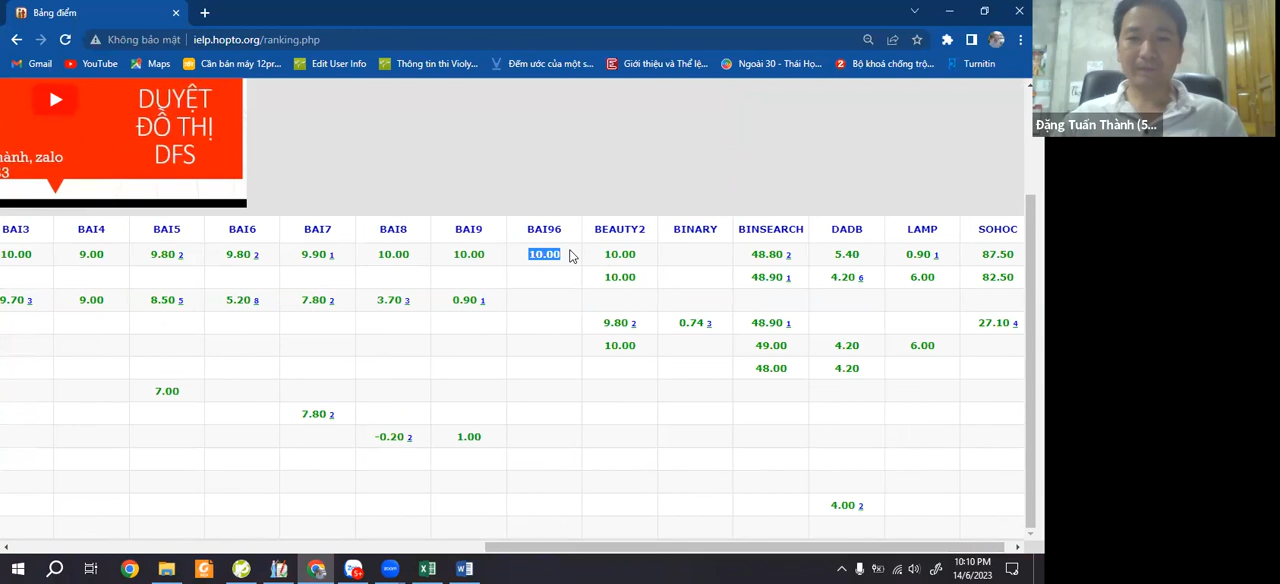 Bảng điểm
Không bảo mật
ielp.hopto.org/ranking.php
Gmail
YouTube
Maps
Cần bán máy 12pr...
Edit User Info
Thông tin thi Violy...
Đếm ước của một s...
Giới thiệu và Thể lệ...
Ngoài 30 - Thái Họ...
Bộ khoá chống trộ...
Turnitin
Đặng Tuấn Thành (5...
DUYỆT
ĐỒ THỊ
DFS
hành, zalo
3
BAI3 BAI4 BAI5 BAI6 BAI7 BAI8 BAI9 BAI96 BEAUTY2 BINARY BINSEARCH DADB LAMP SOHOC
10.00 9.00 9.80 2 9.80 2 9.90 1 10.00 10.00 10.00 10.00 48.80 2 5.40 0.90 1 87.50
10.00 48.90 1 4.20 6 6.00 82.50
9.70 3 9.00 8.50 5 5.20 8 7.80 2 3.70 3 0.90 1
9.80 2 0.74 3 48.90 1 27.10 4
10.00 49.00 4.20 6.00
48.00 4.20
7.00
7.80 2
-0.20 2 1.00
4.00 2
10:10 PM
14/6/2023